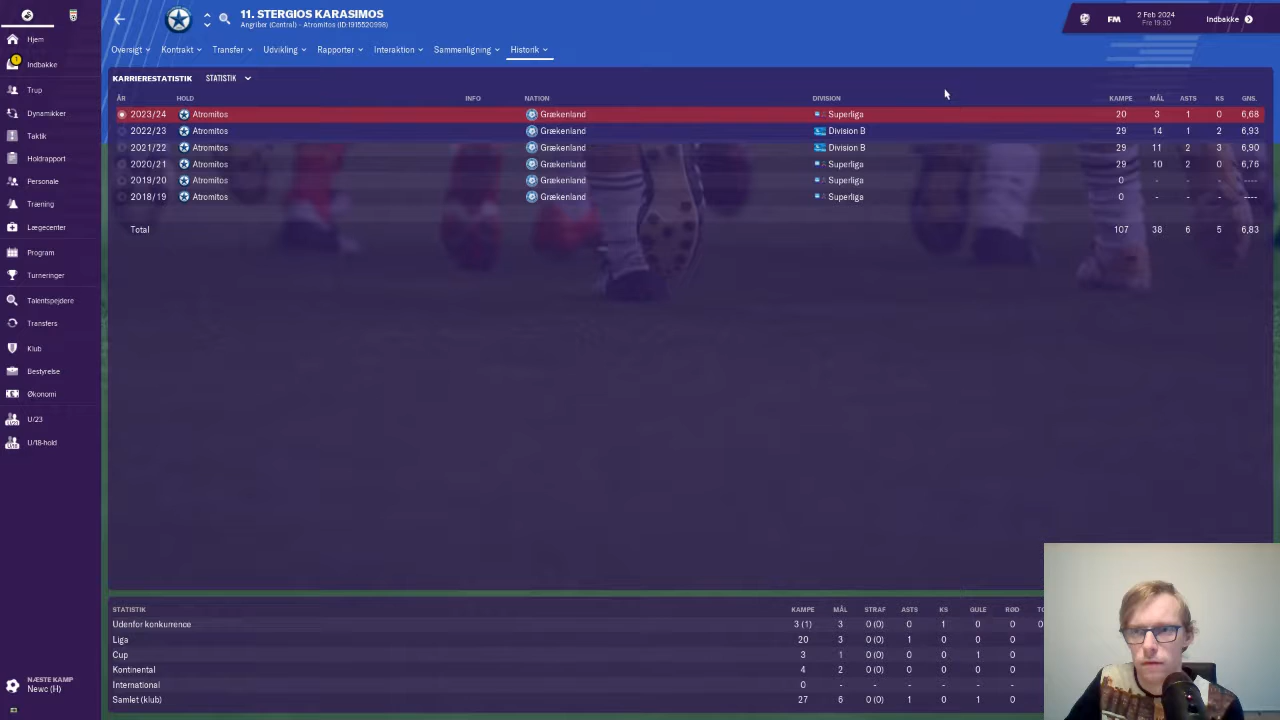 11. STERGIOS KARASIMOS
Angriber (Central) - Atromitos (ID:1915520998)
FM
2 Feb 2024
Fre 19:30
Indbakke
Oversigt
Kontrakt
Transfer
Udvikling
Rapporter
Interaktion
Sammenligning
Historik
Hjem
1
Indbakke
Trup
Dynamikker
Taktik
Holdrapport
Personale
Træning
Lægecenter
Program
Turneringer
Talentspejdere
Transfers
Klub
Bestyrelse
Økonomi
U/23
U/18-hold
NÆSTE KAMP
Newc (H)
KARRIERESTATISTIK STATISTIK
ÅR HOLD INFO NATION DIVISION KAMPE MÅL ASTS KS GNS.
2023/24 Atromitos Grækenland Superliga 20 3 1 0 6,68
2022/23 Atromitos Grækenland Division B 29 14 1 2 6,93
2021/22 Atromitos Grækenland Division B 29 11 2 3 6,90
2020/21 Atromitos Grækenland Superliga 29 10 2 0 6,76
2019/20 Atromitos Grækenland Superliga 0 - - - ----
2018/19 Atromitos Grækenland Superliga 0 - - - ----
Total 107 38 6 5 6,83
STATISTIK KAMPE MÅL STRAF ASTS KS GULE RØD
Udenfor konkurrence 3 (1) 3 0 (0) 0 1 0 0
Liga 20 3 0 (0) 1 0 0 0
Cup 3 1 0 (0) 0 0 1 0
Kontinental 4 2 0 (0) 0 0 0 0
International 0 - - - - - -
Samlet (klub) 27 6 0 (0) 1 0 1 0